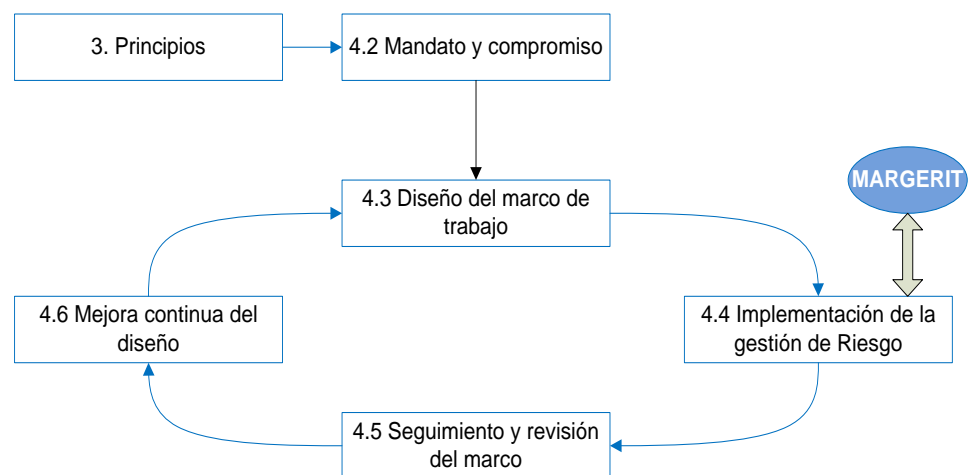 3. Principios
4.2 Mandato y compromiso
4.3 Diseño del marco de
trabajo
MARGERIT
4.6 Mejora continua del
diseño
4.4 Implementación de la
gestión de Riesgo
4.5 Seguimiento y revisión
del marco